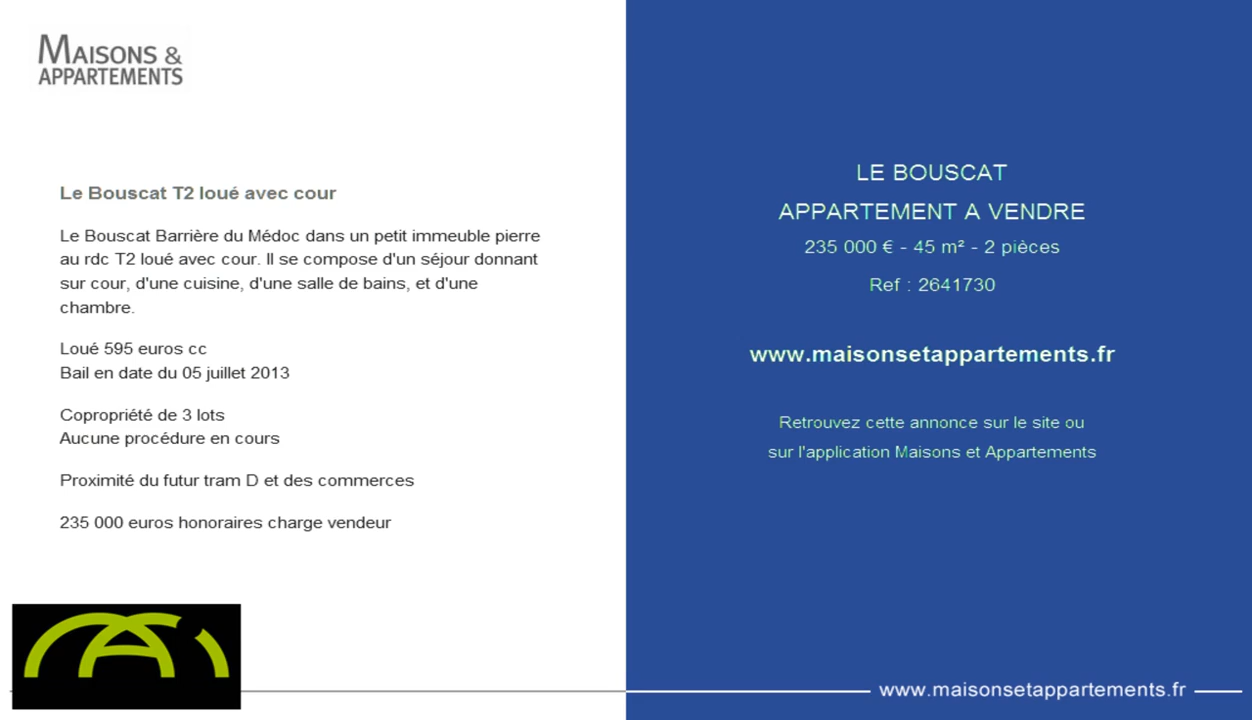 MAISONS &
APPARTEMENTS
Le Bouscat T2 loué avec cour
Le Bouscat Barrière du Médoc dans un petit immeuble pierre
au rdc T2 loué avec cour. Il se compose d'un séjour donnant
sur cour, d'une cuisine, d'une salle de bains, et d'une
chambre.
Loué 595 euros cc
Bail en date du 05 juillet 2013
Copropriété de 3 lots
Aucune procédure en cours
Proximité du futur tram D et des commerces
235 000 euros honoraires charge vendeur
LE BOUSCAT
APPARTEMENT A VENDRE
235 000 € - 45 m² - 2 pièces
Ref : 2641730
www.maisonsetappartements.fr
Retrouvez cette annonce sur le site ou
sur l'application Maisons et Appartements
www.maisonsetappartements.fr